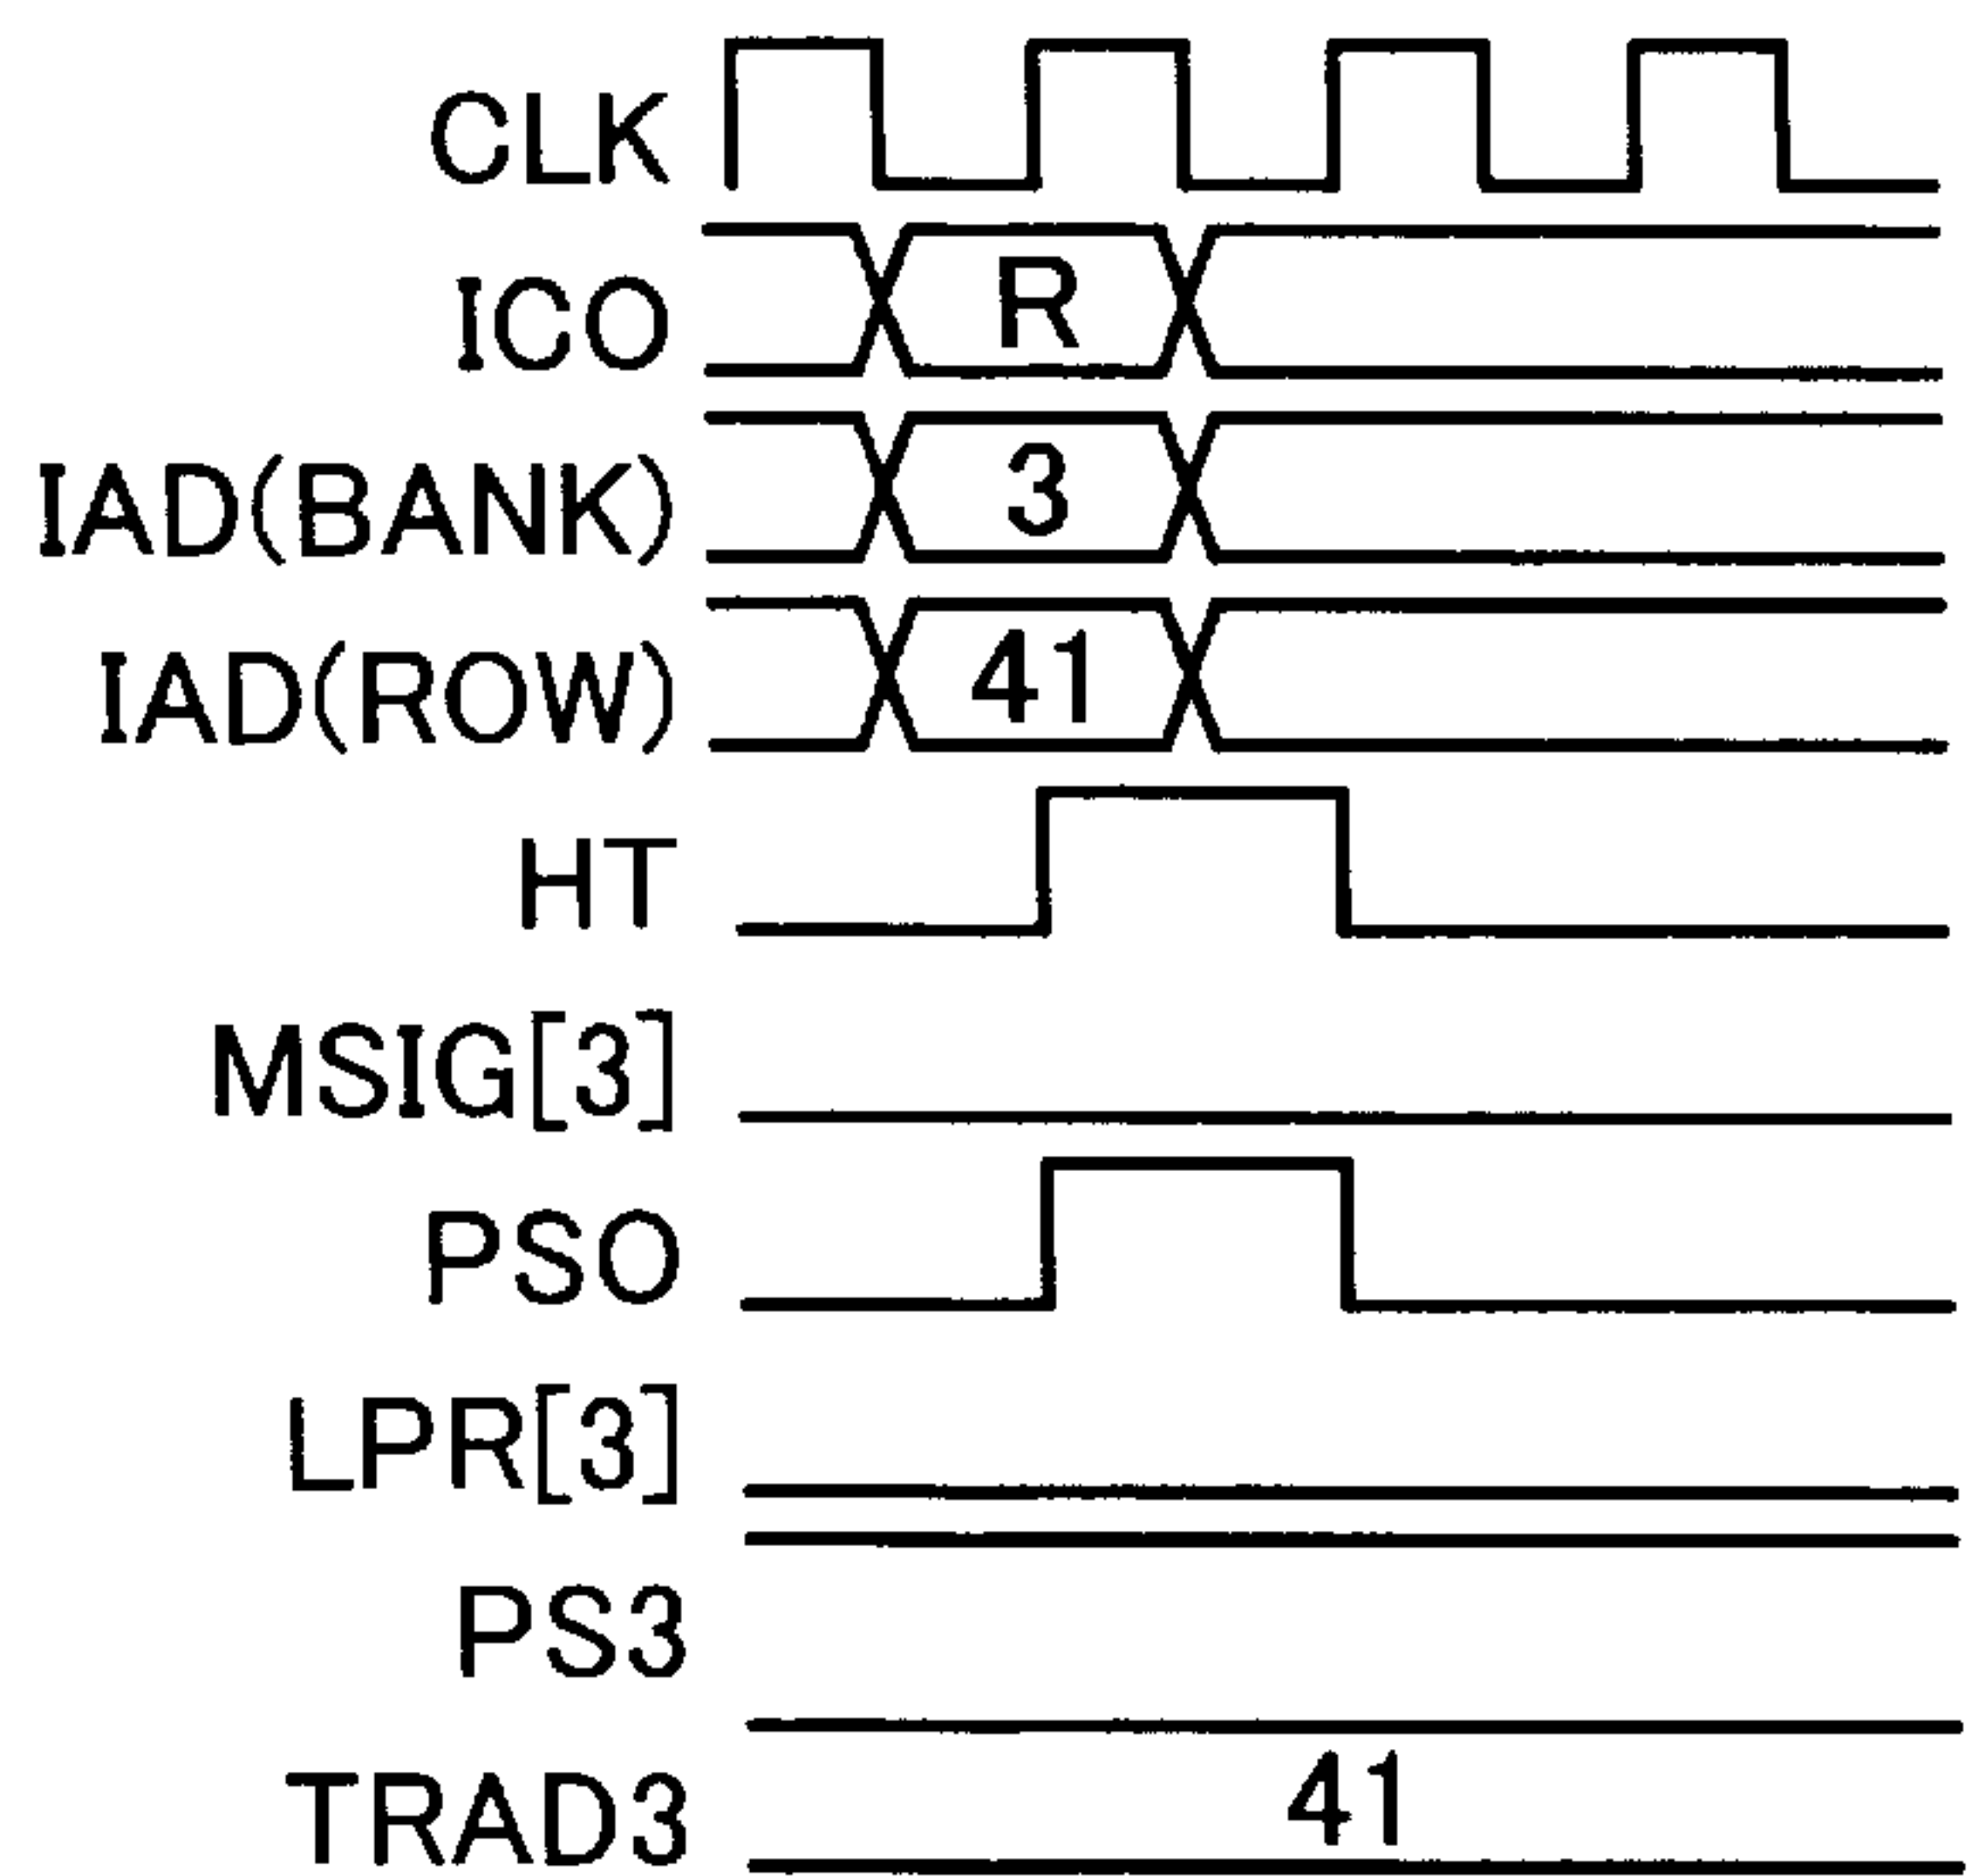 CLK
ICO R
IAD(BANK) 3
IAD(ROW) 41
HT
MSIG[3]
PSO
LPR[3]
PS3
TRAD3 41